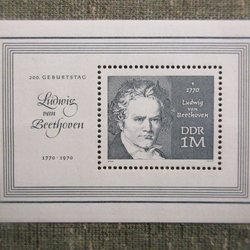 200. GEBURTSTAG
Ludwig
van
Beethoven
1770 - 1970
* 1770
Ludwig
van
Beethoven
DDR
1M